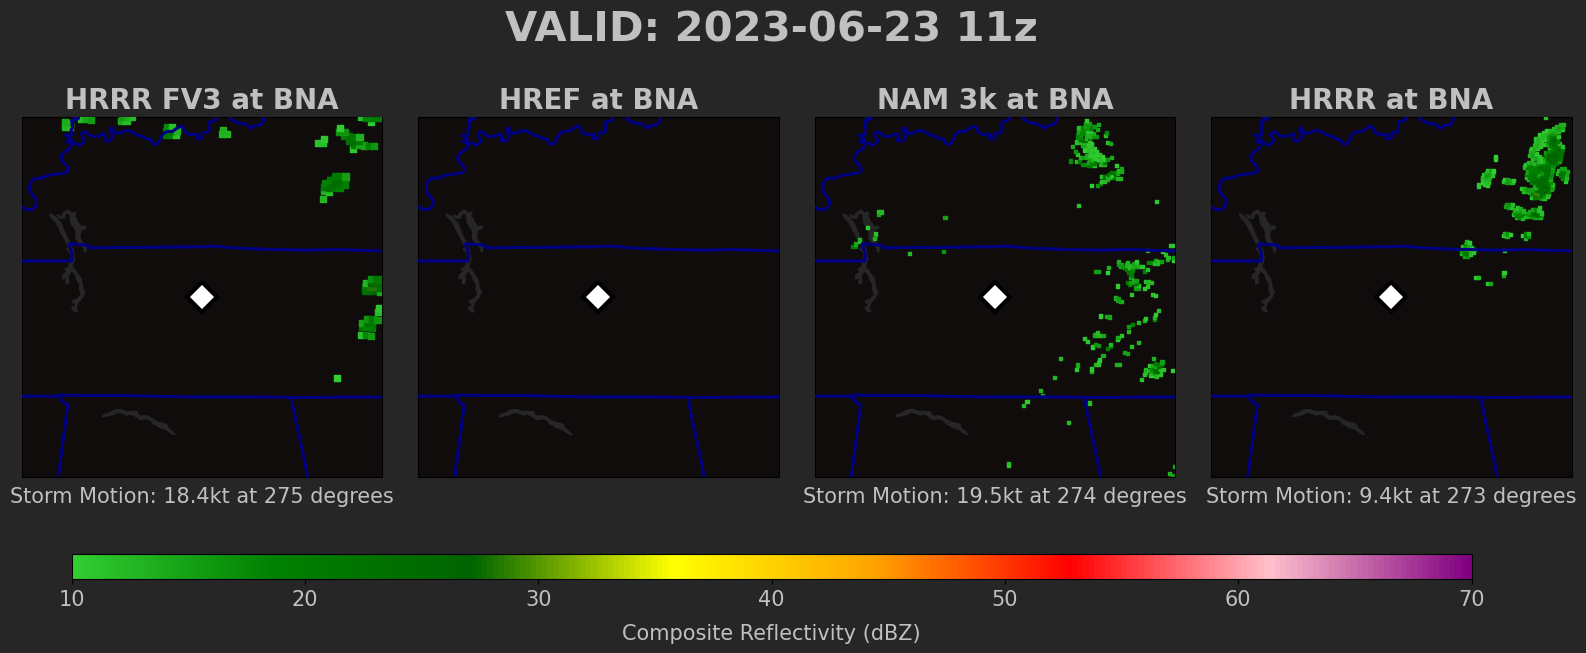 VALID: 2023-06-23 11z
HRRR FV3 at BNA
HREF at BNA
NAM 3k at BNA
HRRR at BNA
Storm Motion: 18.4kt at 275 degrees
Storm Motion: 19.5kt at 274 degrees
Storm Motion: 9.4kt at 273 degrees
10 20 30 40 50 60 70
Composite Reflectivity (dBZ)